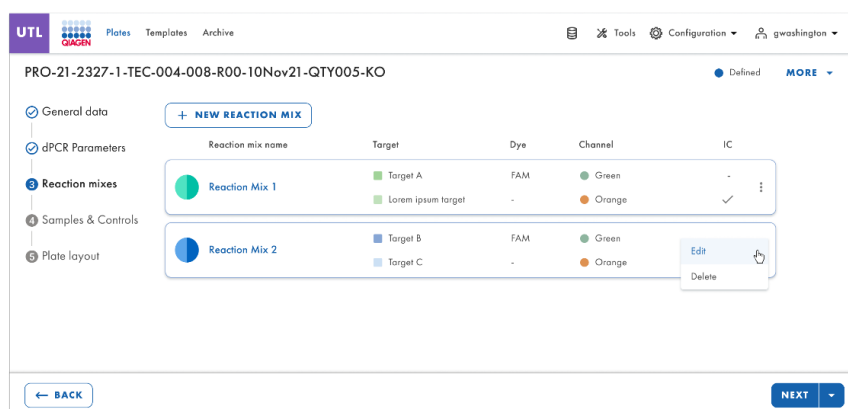 UTL QIAGEN Plates Templates Archive Tools Configuration gwashington
PRO-21-2327-1-TEC-004-008-R00-10Nov21-QTY005-KO Defined MORE
General data
+ NEW REACTION MIX
Reaction mix name Target Dye Channel IC
dPCR Parameters
Target A FAM Green -
3 Reaction mixes
Reaction Mix 1
Lorem ipsum target - Orange
4 Samples & Controls
Target B FAM Green
Reaction Mix 2
Edit
5 Plate layout
Target C - Orange
Delete
← BACK NEXT